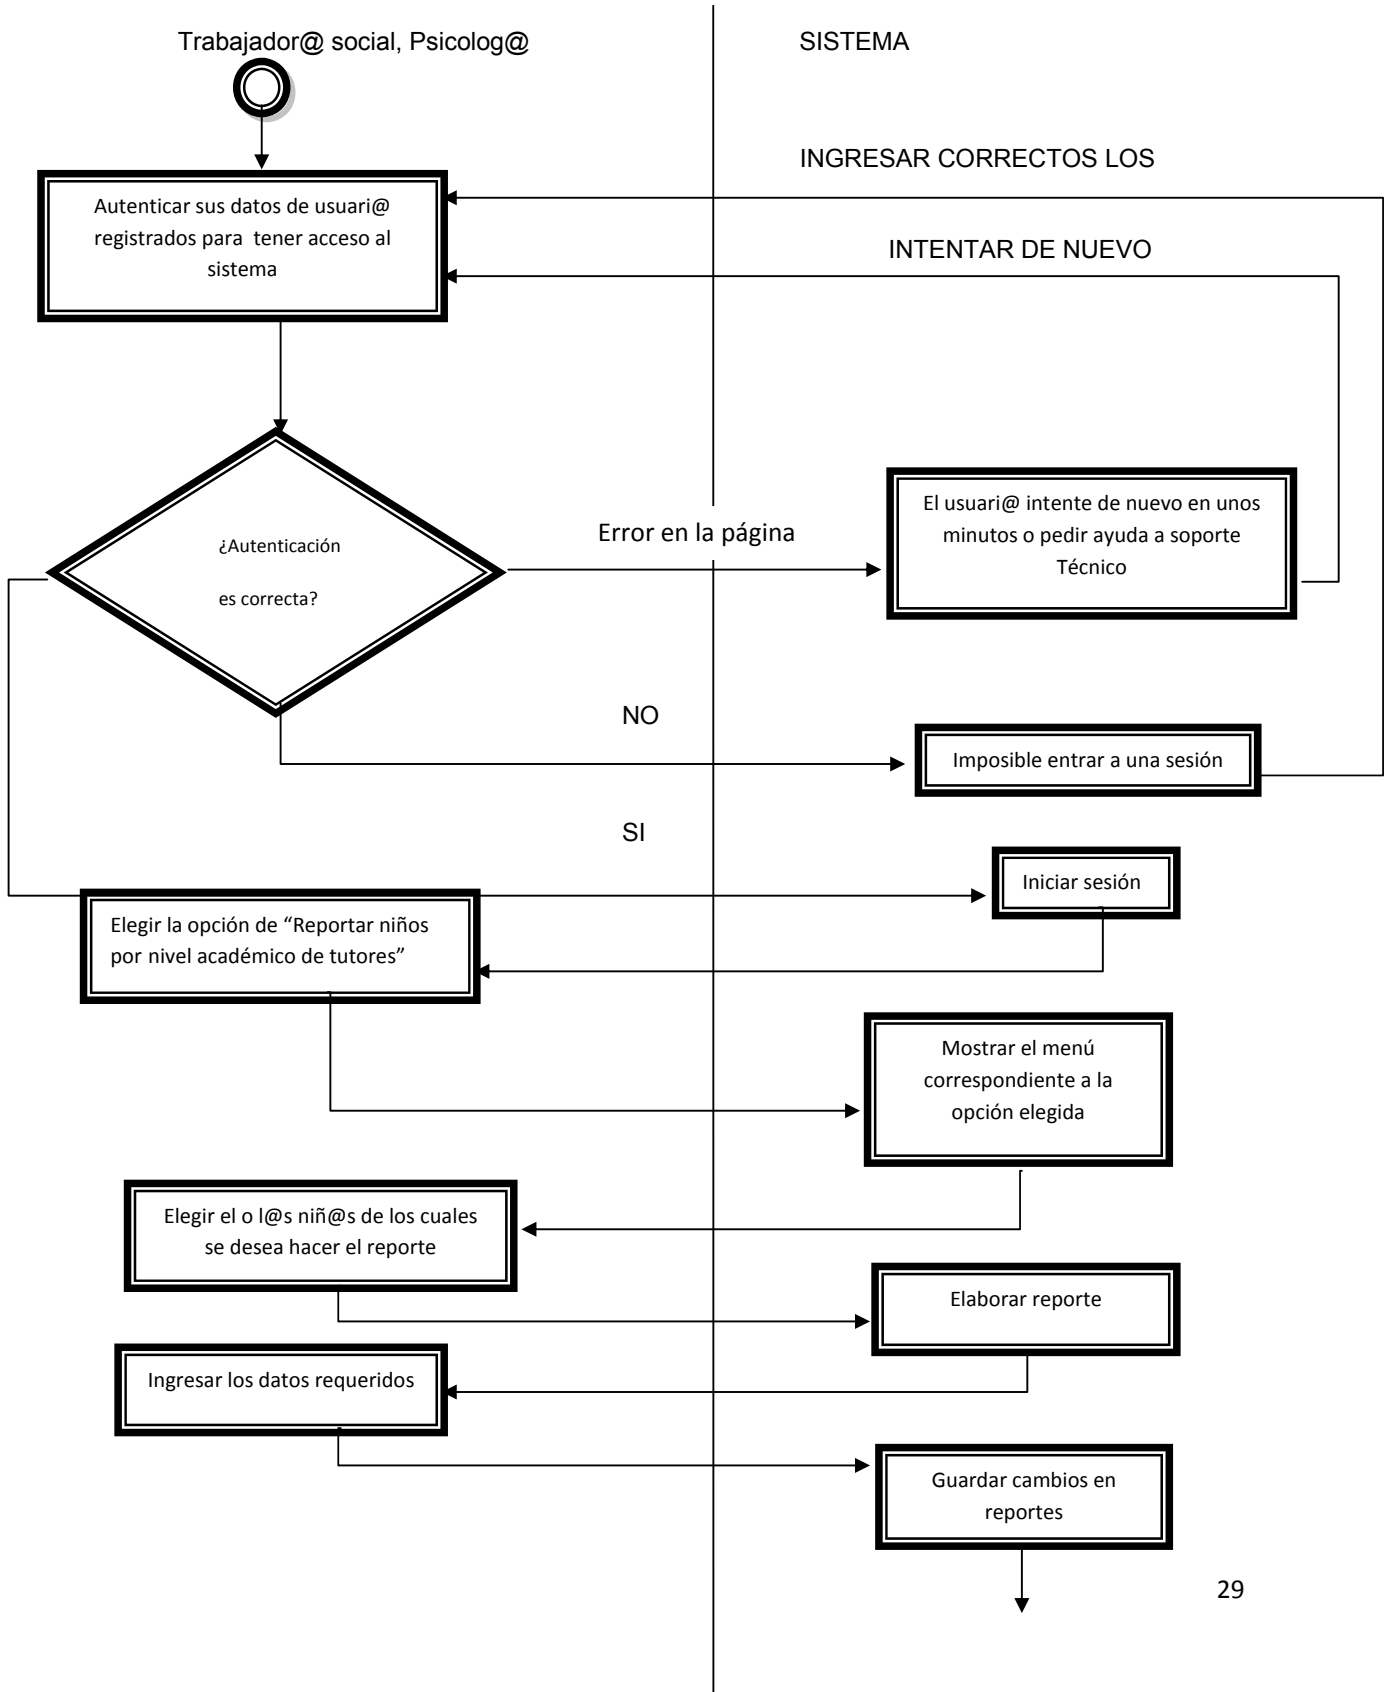 Trabajador@ social, Psicolog@
SISTEMA
INGRESAR CORRECTOS LOS
Autenticar sus datos de usuari@
registrados para tener acceso al
sistema
INTENTAR DE NUEVO
El usuari@ intente de nuevo en unos
minutos o pedir ayuda a soporte
Técnico
Error en la página
¿Autenticación
es correcta?
NO
Imposible entrar a una sesión
SI
Iniciar sesión
Elegir la opción de “Reportar niños
por nivel académico de tutores”
Mostrar el menú
correspondiente a la
opción elegida
Elegir el o l@s niñ@s de los cuales
se desea hacer el reporte
Elaborar reporte
Ingresar los datos requeridos
Guardar cambios en
reportes
29